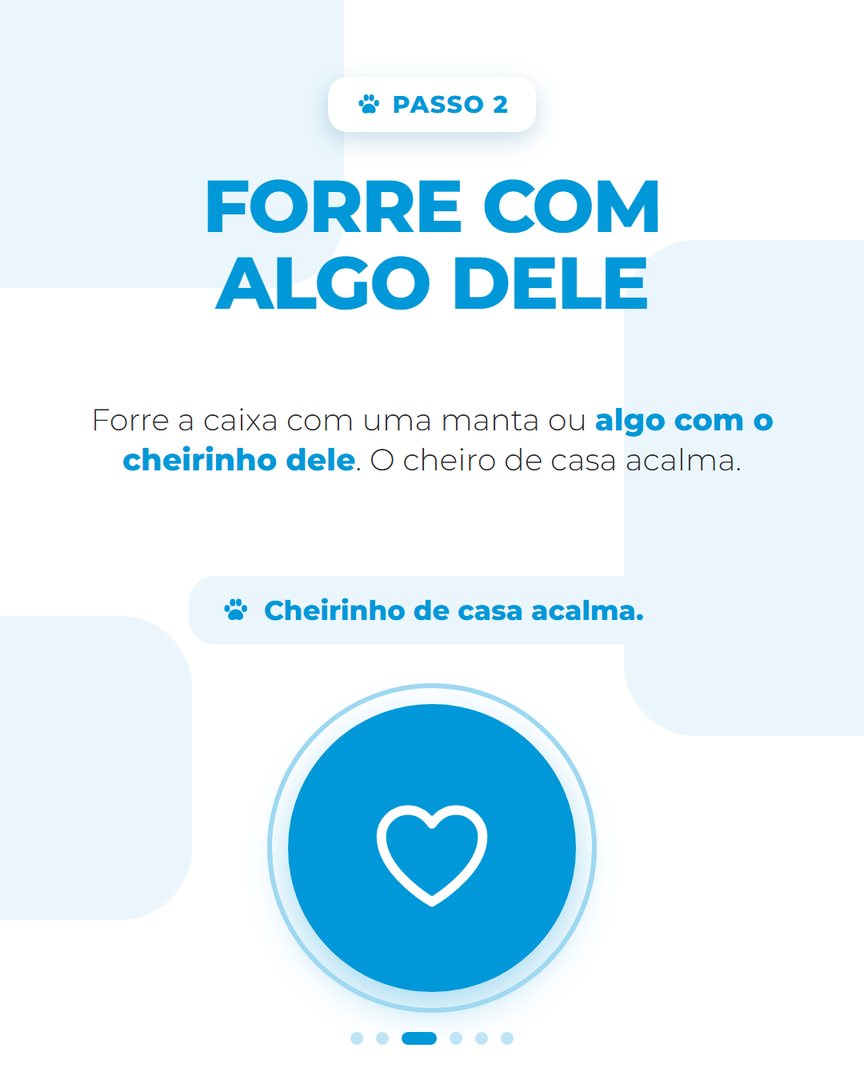 PASSO 2
FORRE COM
ALGO DELE
Forre a caixa com uma manta ou algo com o
cheirinho dele. O cheiro de casa acalma.
Cheirinho de casa acalma.